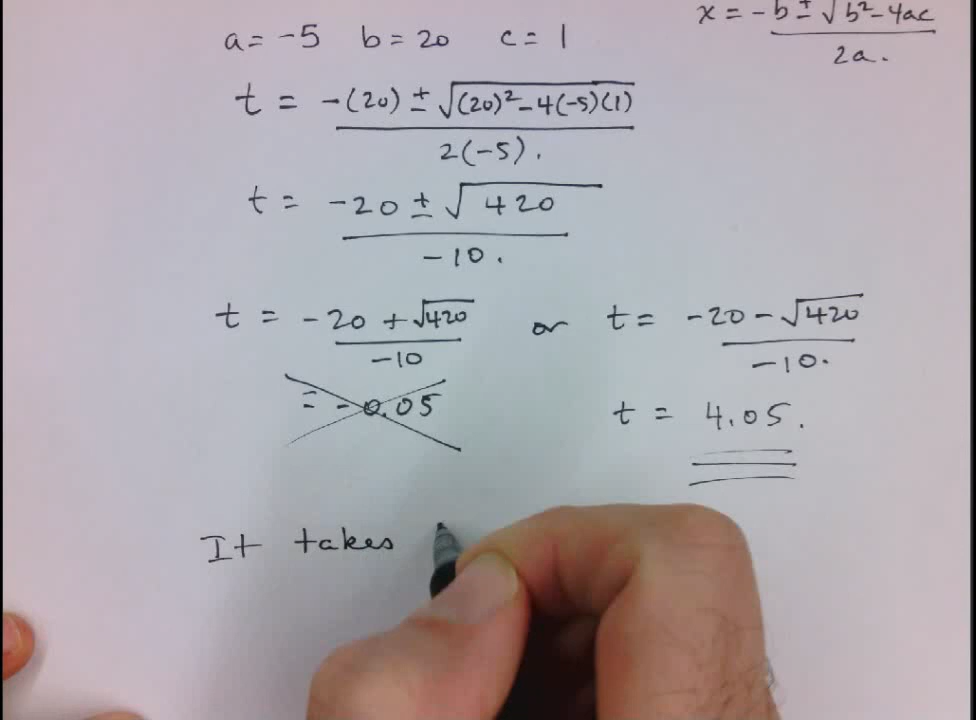 x = -b ± √b² - 4ac
2a.
a = -5 b = 20 c = 1
t = -(20) ± √(20)² - 4(-5)(1)
2(-5).
t = -20 ± √420
-10.
t = -20 + √420 or t = -20 - √420
-10 -10.
= -0.05 t = 4.05.
It takes